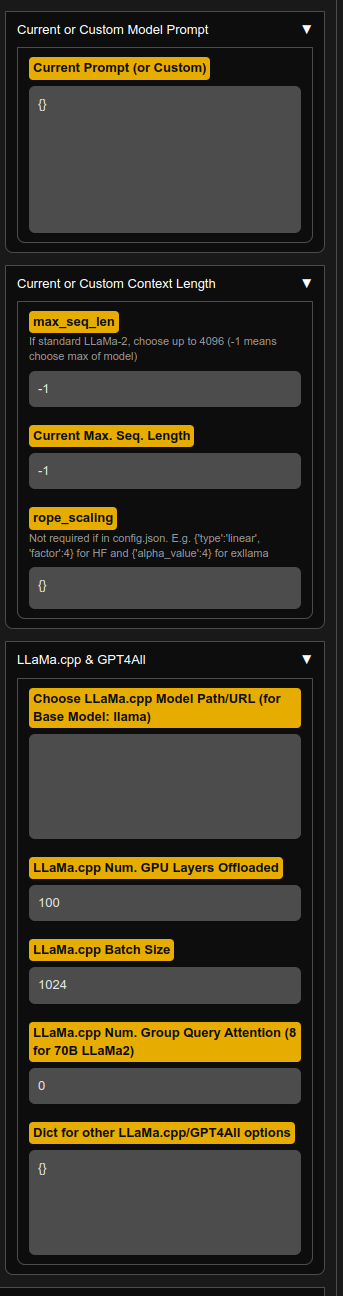 Current or Custom Model Prompt ▼
Current Prompt (or Custom)
{}
Current or Custom Context Length ▼
max_seq_len
If standard LLaMa-2, choose up to 4096 (-1 means
choose max of model)
-1
Current Max. Seq. Length
-1
rope_scaling
Not required if in config.json. E.g. {'type':'linear',
'factor':4} for HF and {'alpha_value':4} for exllama
{}
LLaMa.cpp & GPT4All ▼
Choose LLaMa.cpp Model Path/URL (for
Base Model: llama)
LLaMa.cpp Num. GPU Layers Offloaded
100
LLaMa.cpp Batch Size
1024
LLaMa.cpp Num. Group Query Attention (8
for 70B LLaMa2)
0
Dict for other LLaMa.cpp/GPT4All options
{}